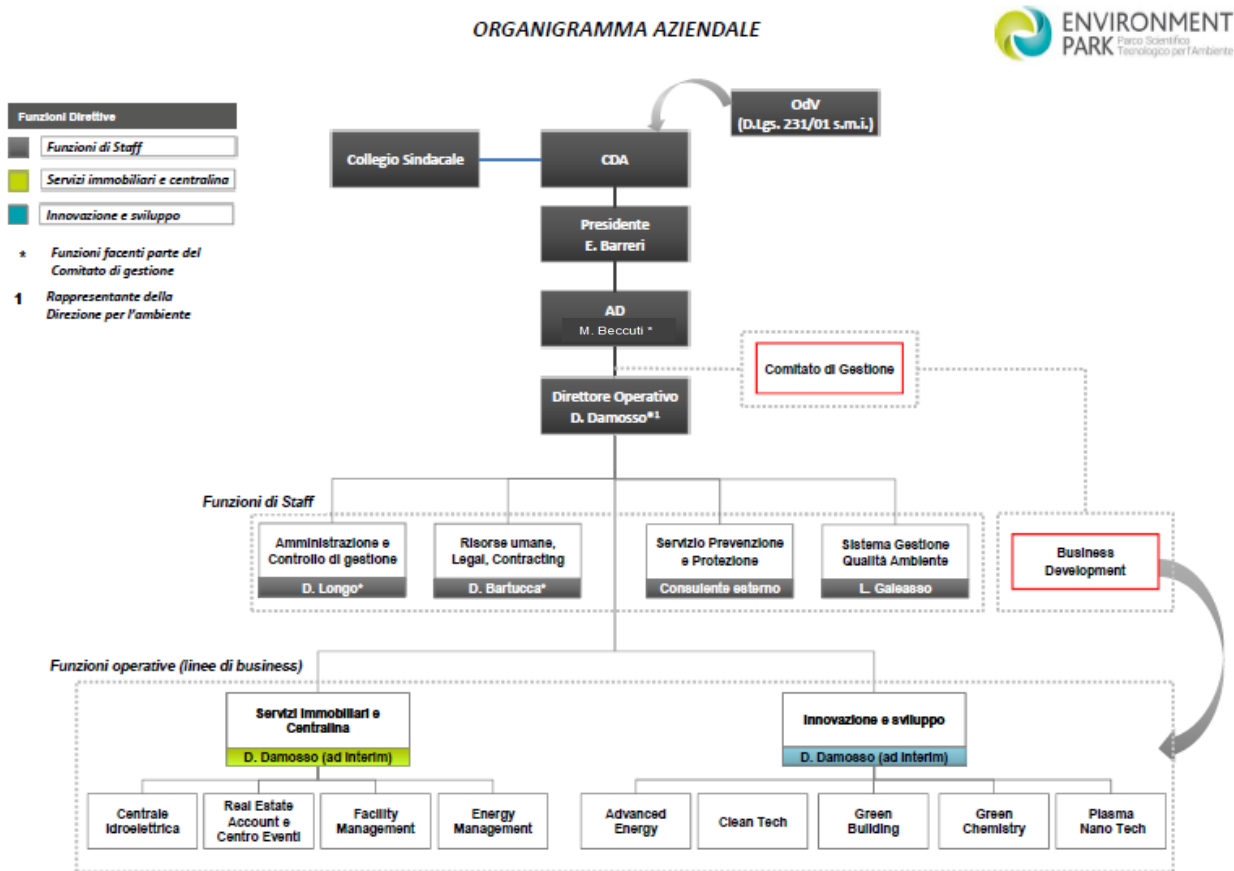 ORGANIGRAMMA AZIENDALE
ENVIRONMENT
PARK Parco Scientifico
Tecnologico per l'Ambiente
Funzioni Direttive
Funzioni di Staff
Servizi immobiliari e centralina
Innovazione e sviluppo
* Funzioni facenti parte del
Comitato di gestione
1 Rappresentante della
Direzione per l'ambiente
OdV
(D.Lgs. 231/01 s.m.i.)
Collegio Sindacale
CDA
Presidente
E. Barreri
AD
M. Beccuti *
Comitato di Gestione
Direttore Operativo
D. Damosso*1
Funzioni di Staff
Amministrazione e
Controllo di gestione
D. Longo*
Risorse umane,
Legal, Contracting
D. Bartucca*
Servizio Prevenzione
e Protezione
Consulente esterno
Sistema Gestione
Qualità Ambiente
L. Galeasso
Business
Development
Funzioni operative (linee di business)
Servizi Immobiliari e
Centralina
D. Damosso (ad interim)
Innovazione e sviluppo
D. Damosso (ad interim)
Centrale
Idroelettrica
Real Estate
Account e
Centro Eventi
Facility
Management
Energy
Management
Advanced
Energy
Clean Tech
Green
Building
Green
Chemistry
Plasma
Nano Tech